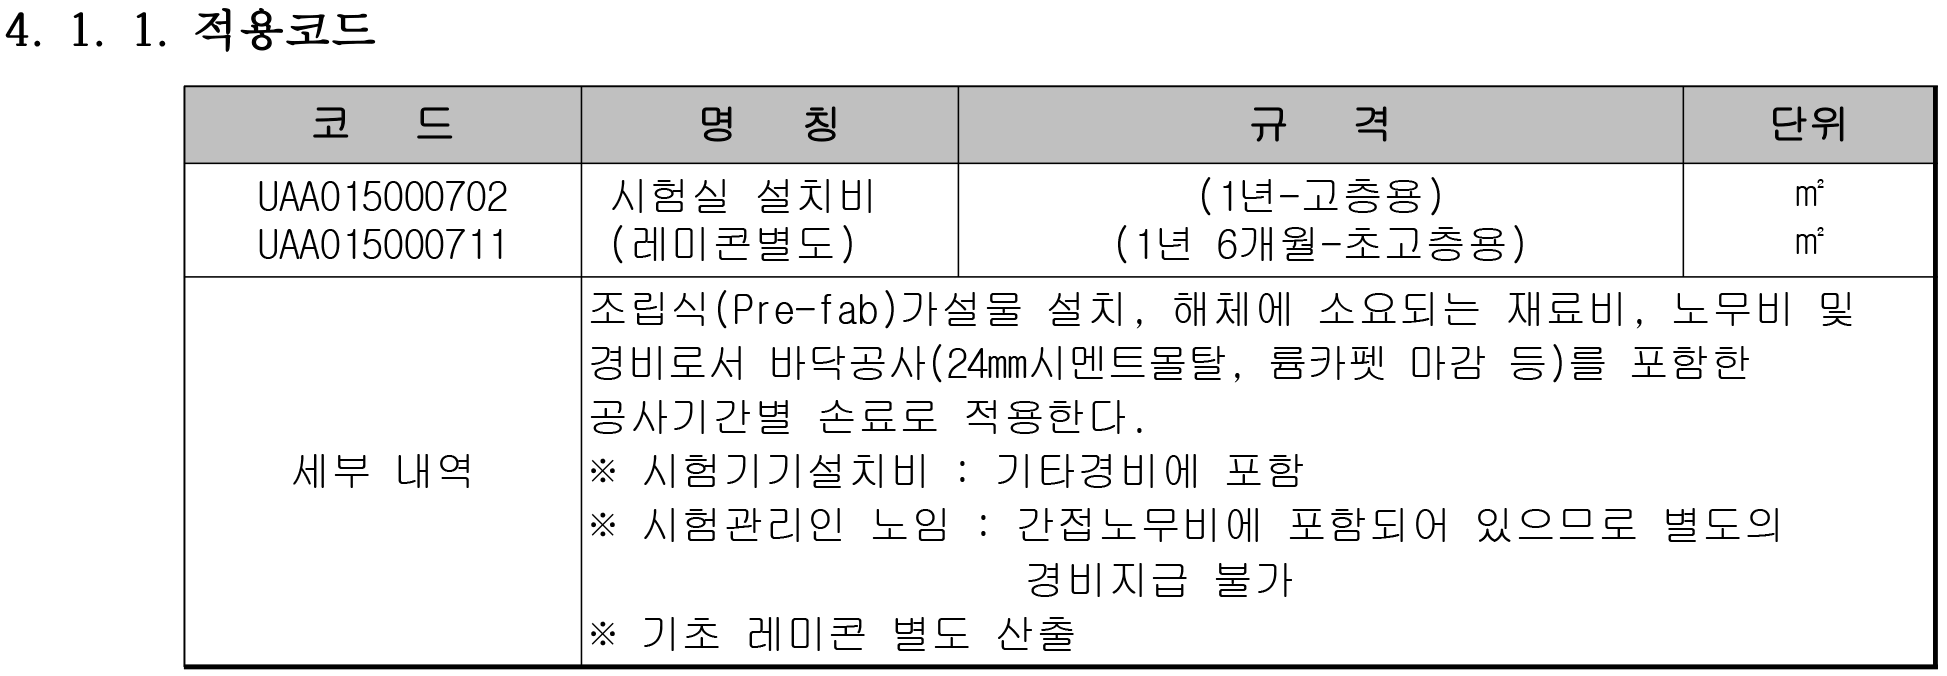 4. 1. 1. 적용코드
코 드 명 칭 규 격 단위
UAA015000702 시험실 설치비 (1년-고층용) ㎡
UAA015000711 (레미콘별도) (1년 6개월-초고층용) ㎡
조립식(Pre-fab)가설물 설치, 해체에 소요되는 재료비, 노무비 및
경비로서 바닥공사(24mm시멘트몰탈, 륨카펫 마감 등)를 포함한
공사기간별 손료로 적용한다.
세부 내역 ※ 시험기기설치비 : 기타경비에 포함
※ 시험관리인 노임 : 간접노무비에 포함되어 있으므로 별도의
경비지급 불가
※ 기초 레미콘 별도 산출